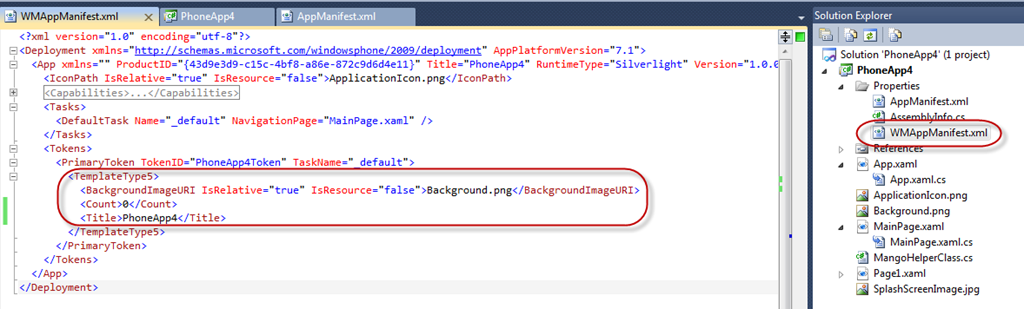 WMAppManifest.xml
PhoneApp4
AppManifest.xml
<?xml version="1.0" encoding="utf-8"?>
<Deployment xmlns="http://schemas.microsoft.com/windowsphone/2009/deployment" AppPlatformVersion="7.1">
<App xmlns="" ProductID="{43d9e3d9-c15c-4bf8-a86e-872c9d6d4e11}" Title="PhoneApp4" RuntimeType="Silverlight" Version="1.0.0
<IconPath IsRelative="true" IsResource="false">ApplicationIcon.png</IconPath>
<Capabilities>...</Capabilities>
<Tasks>
<DefaultTask Name="_default" NavigationPage="MainPage.xaml" />
</Tasks>
<Tokens>
<PrimaryToken TokenID="PhoneApp4Token" TaskName="_default">
<TemplateType5>
<BackgroundImageURI IsRelative="true" IsResource="false">Background.png</BackgroundImageURI>
<Count>0</Count>
<Title>PhoneApp4</Title>
</TemplateType5>
</PrimaryToken>
</Tokens>
</App>
</Deployment>
Solution Explorer
Solution 'PhoneApp4' (1 project)
PhoneApp4
Properties
AppManifest.xml
AssemblyInfo.cs
WMAppManifest.xml
References
App.xaml
App.xaml.cs
ApplicationIcon.png
Background.png
MainPage.xaml
MainPage.xaml.cs
MangoHelperClass.cs
Page1.xaml
SplashScreenImage.jpg